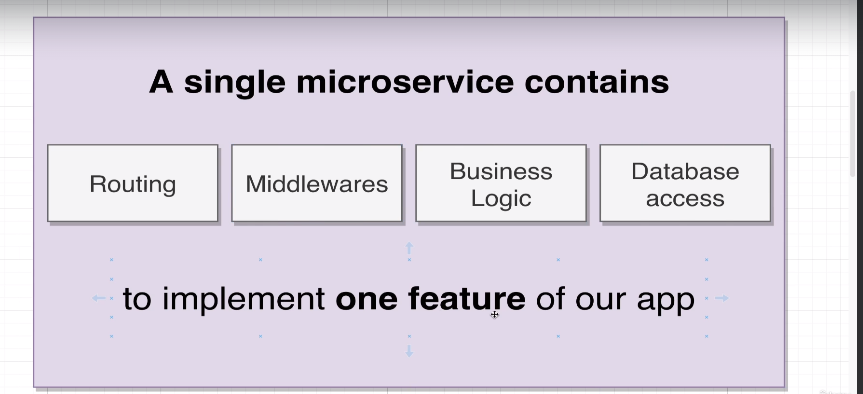 A single microservice contains
Routing
Middlewares
Business
Logic
Database
access
to implement one feature of our app